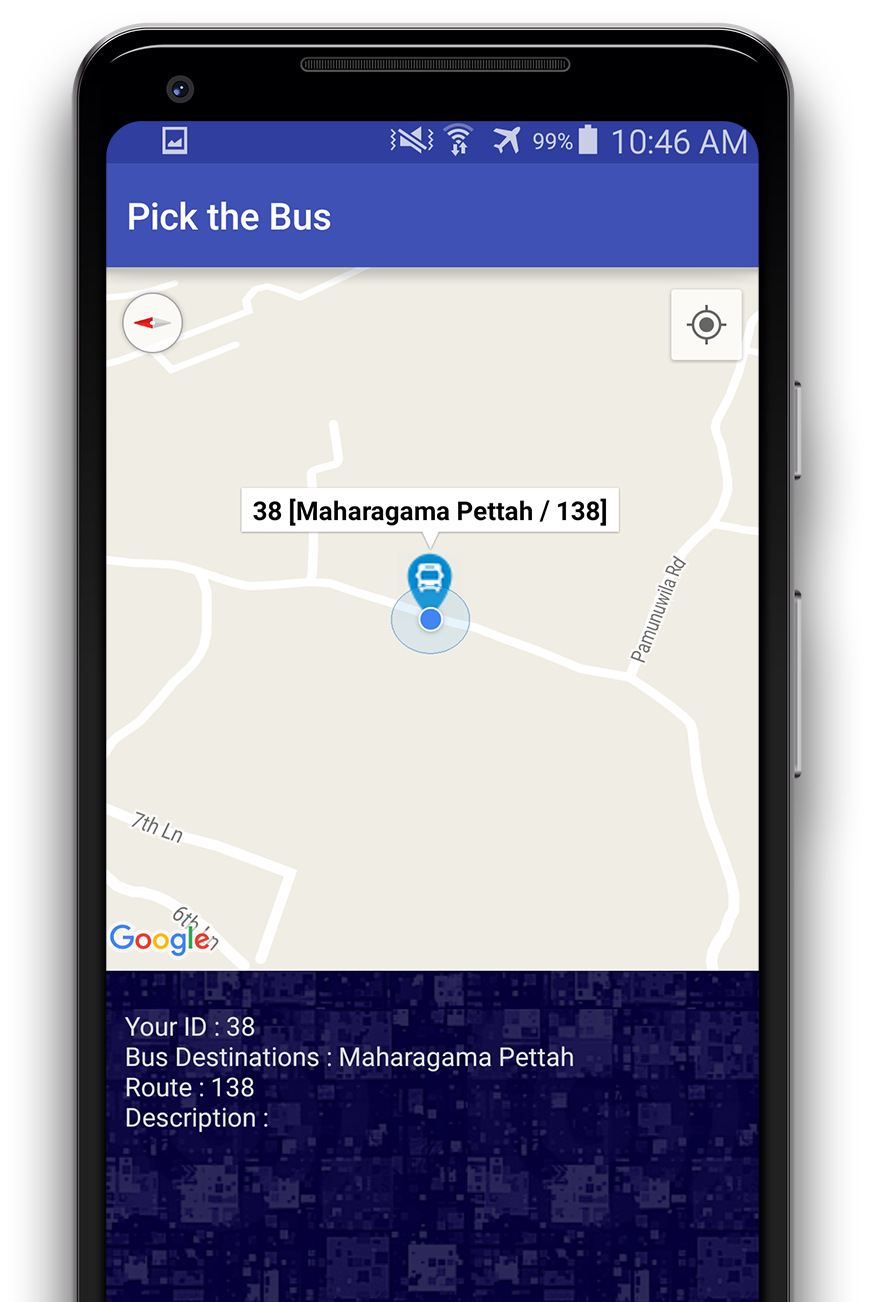 99% 10:46 AM
Pick the Bus
38 [Maharagama Pettah / 138]
Pamunuwila Rd
7th Ln
6th Ln
Google
Your ID : 38
Bus Destinations : Maharagama Pettah
Route : 138
Description :